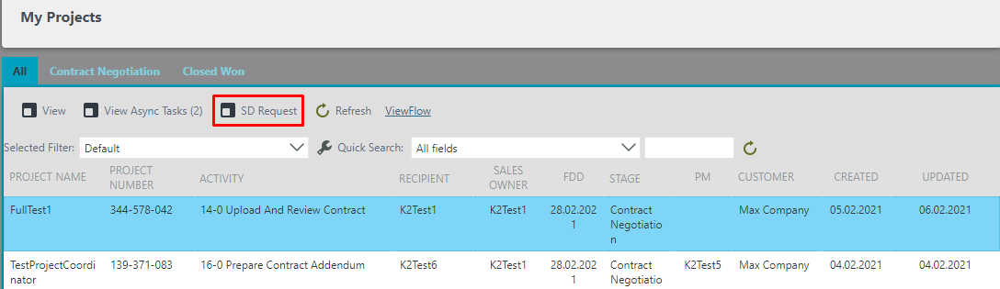 My Projects
All Contract Negotiation Closed Won
View View Async Tasks (2) SD Request Refresh ViewFlow
Selected Filter: Default Quick Search: All fields
PROJECT NAME PROJECT NUMBER ACTIVITY RECIPIENT SALES OWNER FDD STAGE PM CUSTOMER CREATED UPDATED
FullTest1 344-578-042 14-0 Upload And Review Contract K2Test1 K2Test1 28.02.2021 Contract Negotiation Max Company 05.02.2021 06.02.2021
TestProjectCoordinator 139-371-083 16-0 Prepare Contract Addendum K2Test6 K2Test1 28.02.2021 Contract Negotiatio K2Test5 Max Company 04.02.2021 04.02.2021